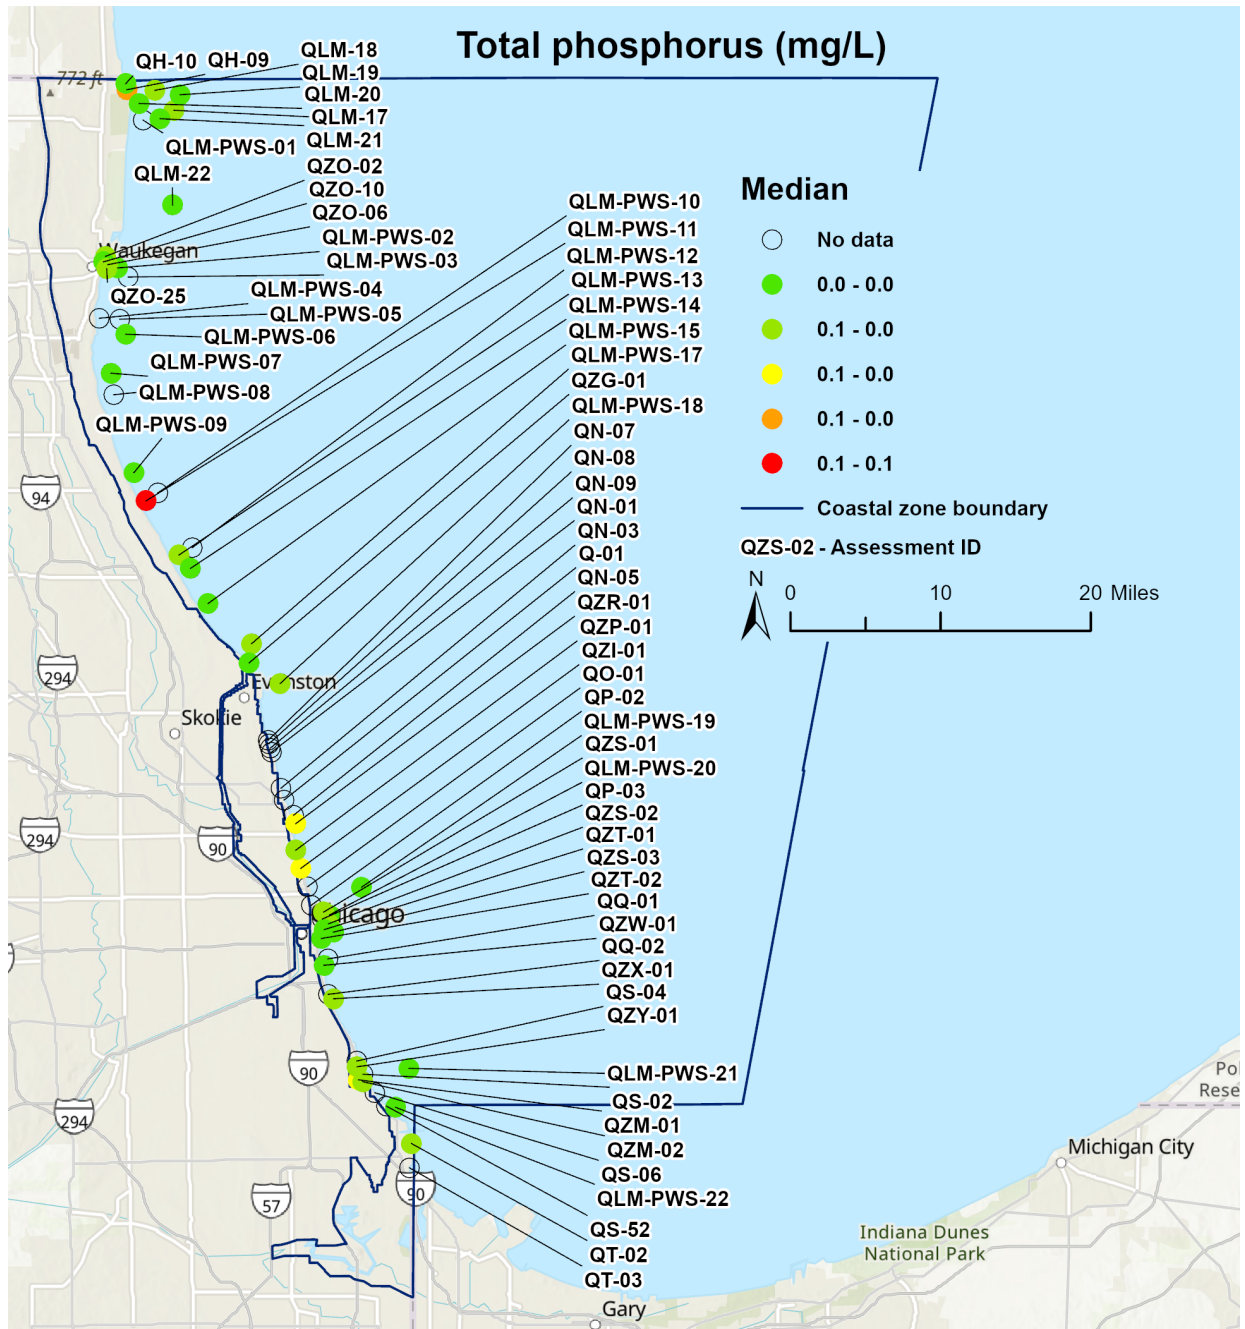 Total phosphorus (mg/L)
772 ft
QH-10
QH-09
QLM-18
QLM-19
QLM-20
QLM-17
QLM-21
QLM-PWS-01
QLM-22
QZO-02
QZO-10
QZO-06
QLM-PWS-02
QLM-PWS-03
Waukegan
QZO-25
QLM-PWS-04
QLM-PWS-05
QLM-PWS-06
QLM-PWS-07
QLM-PWS-08
QLM-PWS-09
QLM-PWS-10
QLM-PWS-11
QLM-PWS-12
QLM-PWS-13
QLM-PWS-14
QLM-PWS-15
QLM-PWS-17
QZG-01
QLM-PWS-18
QN-07
QN-08
QN-09
QN-01
QN-03
Q-01
QN-05
QZR-01
QZP-01
QZI-01
QO-01
QP-02
QLM-PWS-19
QZS-01
QLM-PWS-20
QP-03
QZS-02
QZT-01
QZS-03
QZT-02
QQ-01
QZW-01
QQ-02
QZX-01
QS-04
QZY-01
QLM-PWS-21
QS-02
QZM-01
QZM-02
QS-06
QLM-PWS-22
QS-52
QT-02
QT-03
Median
No data
0.0 - 0.0
0.1 - 0.0
0.1 - 0.0
0.1 - 0.0
0.1 - 0.1
Coastal zone boundary
QZS-02 - Assessment ID
N
0 10 20 Miles
94
294
Evanston
Skokie
294
90
Chicago
90
294
57
90
Michigan City
Indiana Dunes
National Park
Gary